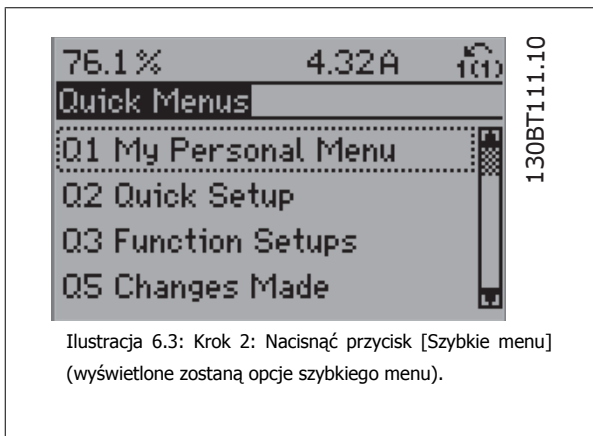 76.1% 4.32A 1(1)
Quick Menus
Q1 My Personal Menu
Q2 Quick Setup
Q3 Function Setups
Q5 Changes Made
130BT111.10
Ilustracja 6.3: Krok 2: Nacisnąć przycisk [Szybkie menu]
(wyświetlone zostaną opcje szybkiego menu).